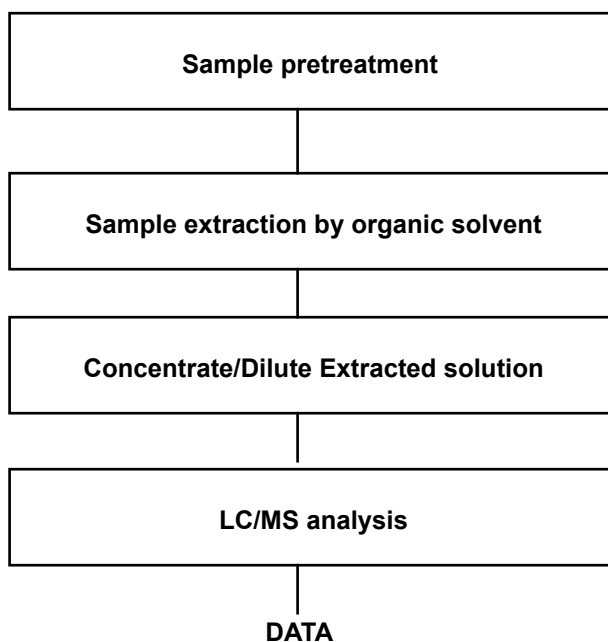 Sample pretreatment
Sample extraction by organic solvent
Concentrate/Dilute Extracted solution
LC/MS analysis
DATA